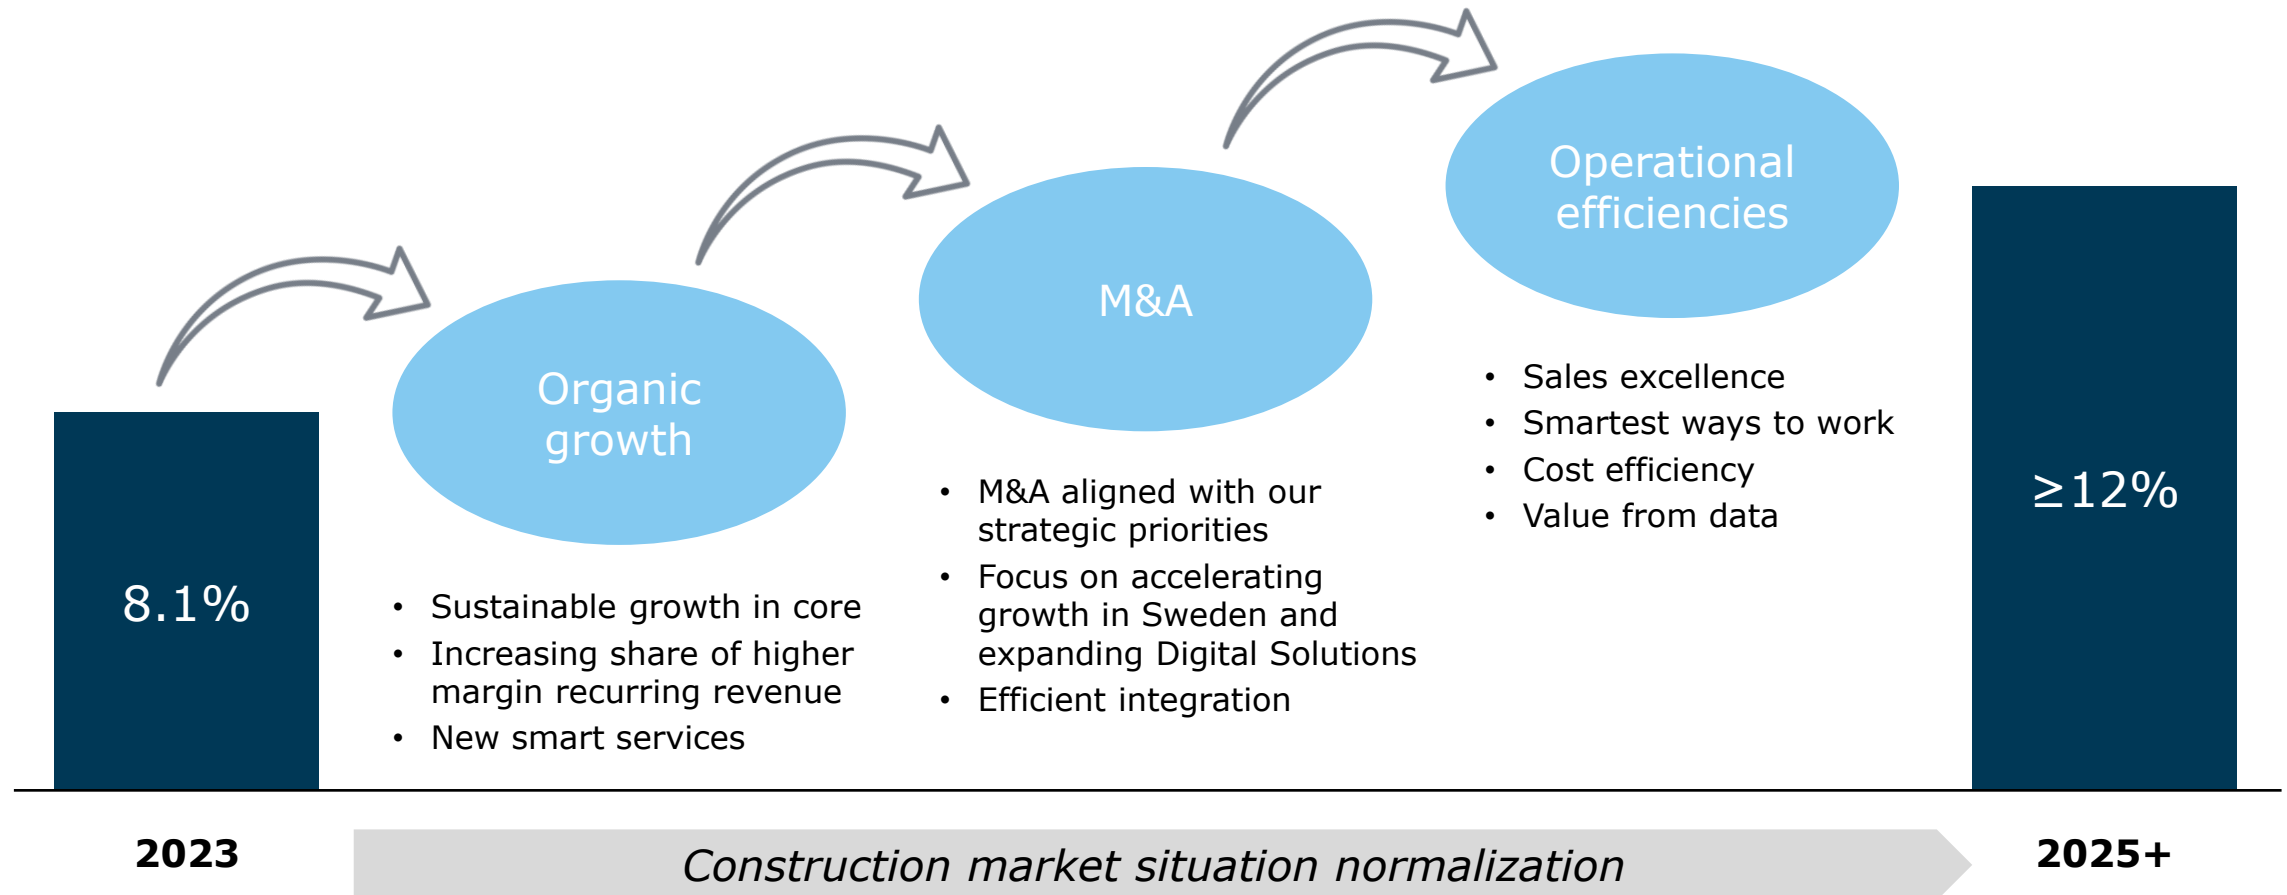 8.1%
Organic
growth
• Sustainable growth in core
• Increasing share of higher
margin recurring revenue
• New smart services
M&A
• M&A aligned with our
strategic priorities
• Focus on accelerating
growth in Sweden and
expanding Digital Solutions
• Efficient integration
Operational
efficiencies
• Sales excellence
• Smartest ways to work
• Cost efficiency
• Value from data
≥12%
2023
Construction market situation normalization
2025+